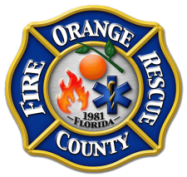 ORANGE
FIRE
RESCUE
1981
FLORIDA
COUNTY